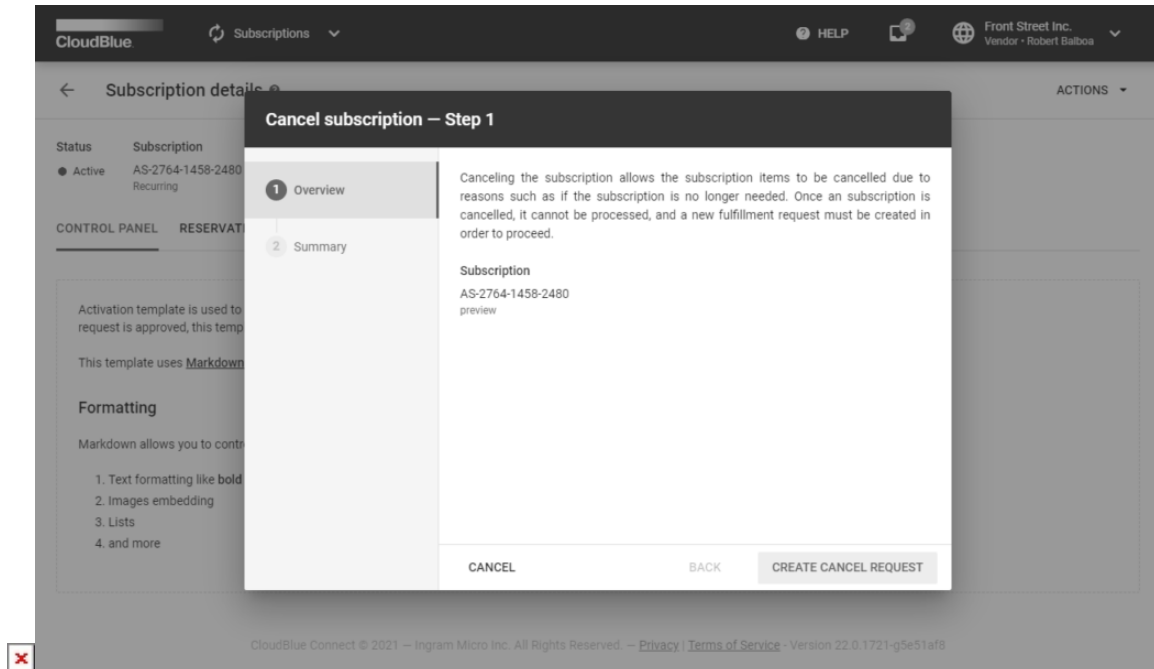 CloudBlue
Subscriptions
HELP
2
Front Street Inc.
Vendor • Robert Balboa
Subscription details
ACTIONS
Status
Subscription
Active
AS-2764-1458-2480
Recurring
CONTROL PANEL
Activation template is used to
request is approved, this
This template uses Markdown
Formatting
Markdown allows you to
1. Text formatting like bold
2. Images embedding
3. Lists
4. and more
Cancel subscription — Step 1
1 Overview
2 Summary
Canceling the subscription allows the subscription items to be cancelled due to
reasons such as if the subscription is no longer needed. Once an subscription is
cancelled, it cannot be processed, and a new fulfillment request must be created in
order to proceed.
Subscription
AS-2764-1458-2480
preview
CANCEL
BACK
CREATE CANCEL REQUEST
CloudBlue Connect © 2021 — Ingram Micro Inc. All Rights Reserved. — Privacy | Terms of Service - Version 22.0.1721-g5e51af8